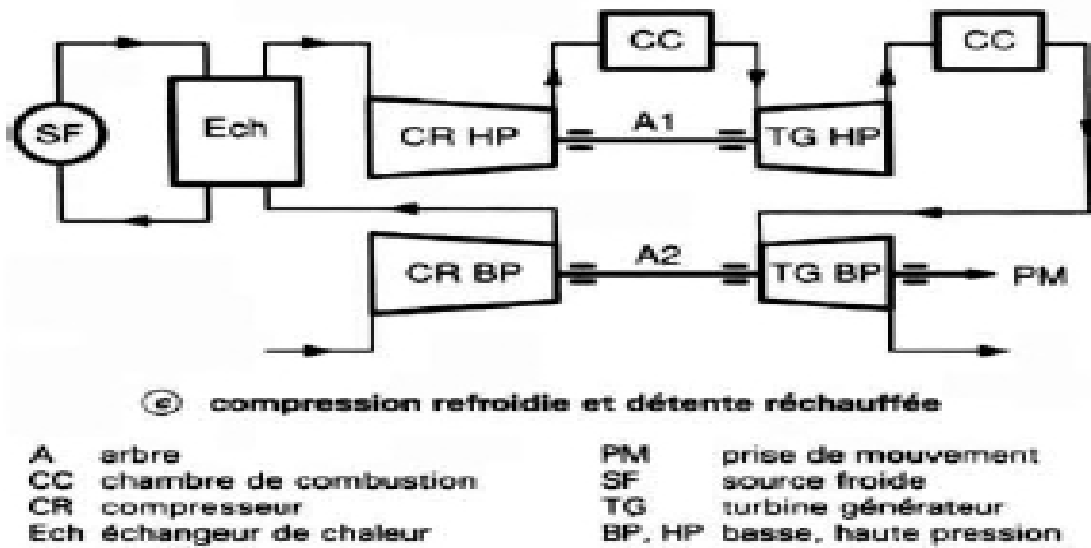 CC CC
SF Ech CR HP A1 TG HP
CR BP A2 TG BP PM
ⓒ compression refroidie et détente réchauffée
A arbre
CC chambre de combustion
CR compresseur
Ech échangeur de chaleur
PM prise de mouvement
SF source froide
TG turbine générateur
BP, HP basse, haute pression